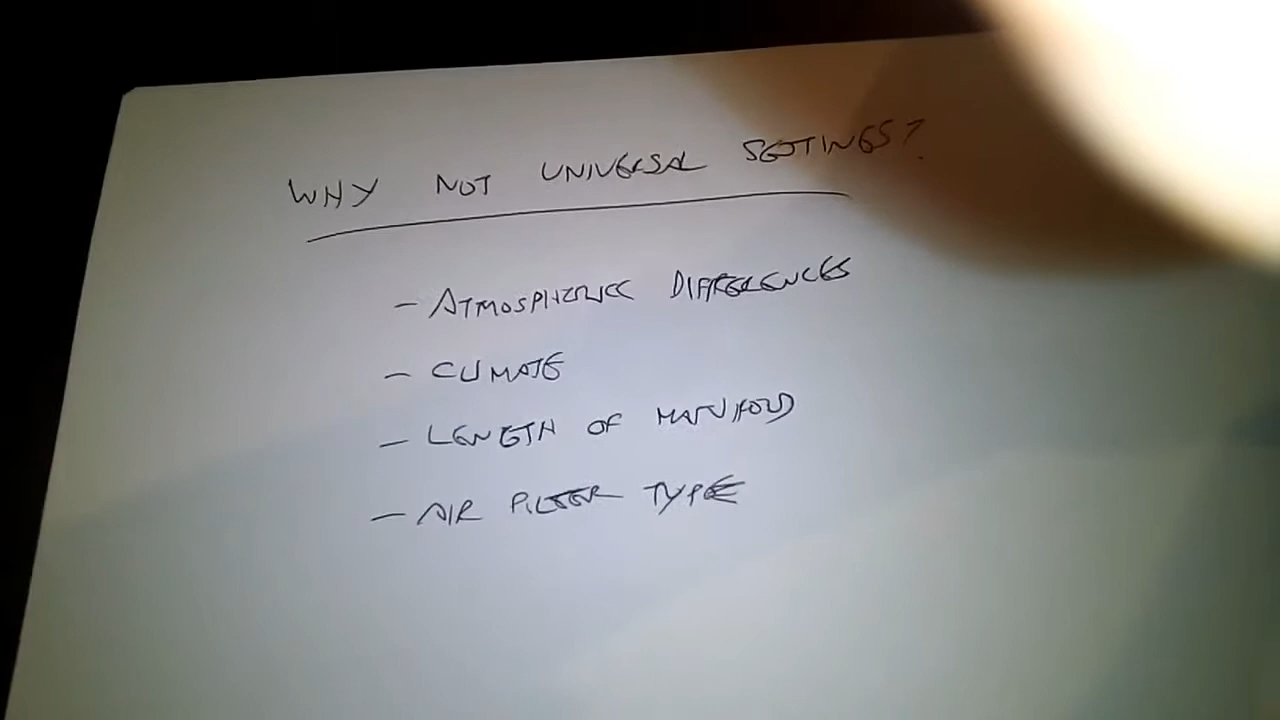 WHY NOT UNIVERSAL SETTINGS?
- ATMOSPHERIC DIFFERENCES
- CLIMATE
- LENGTH OF MANIFOLD
- AIR FILTER TYPE